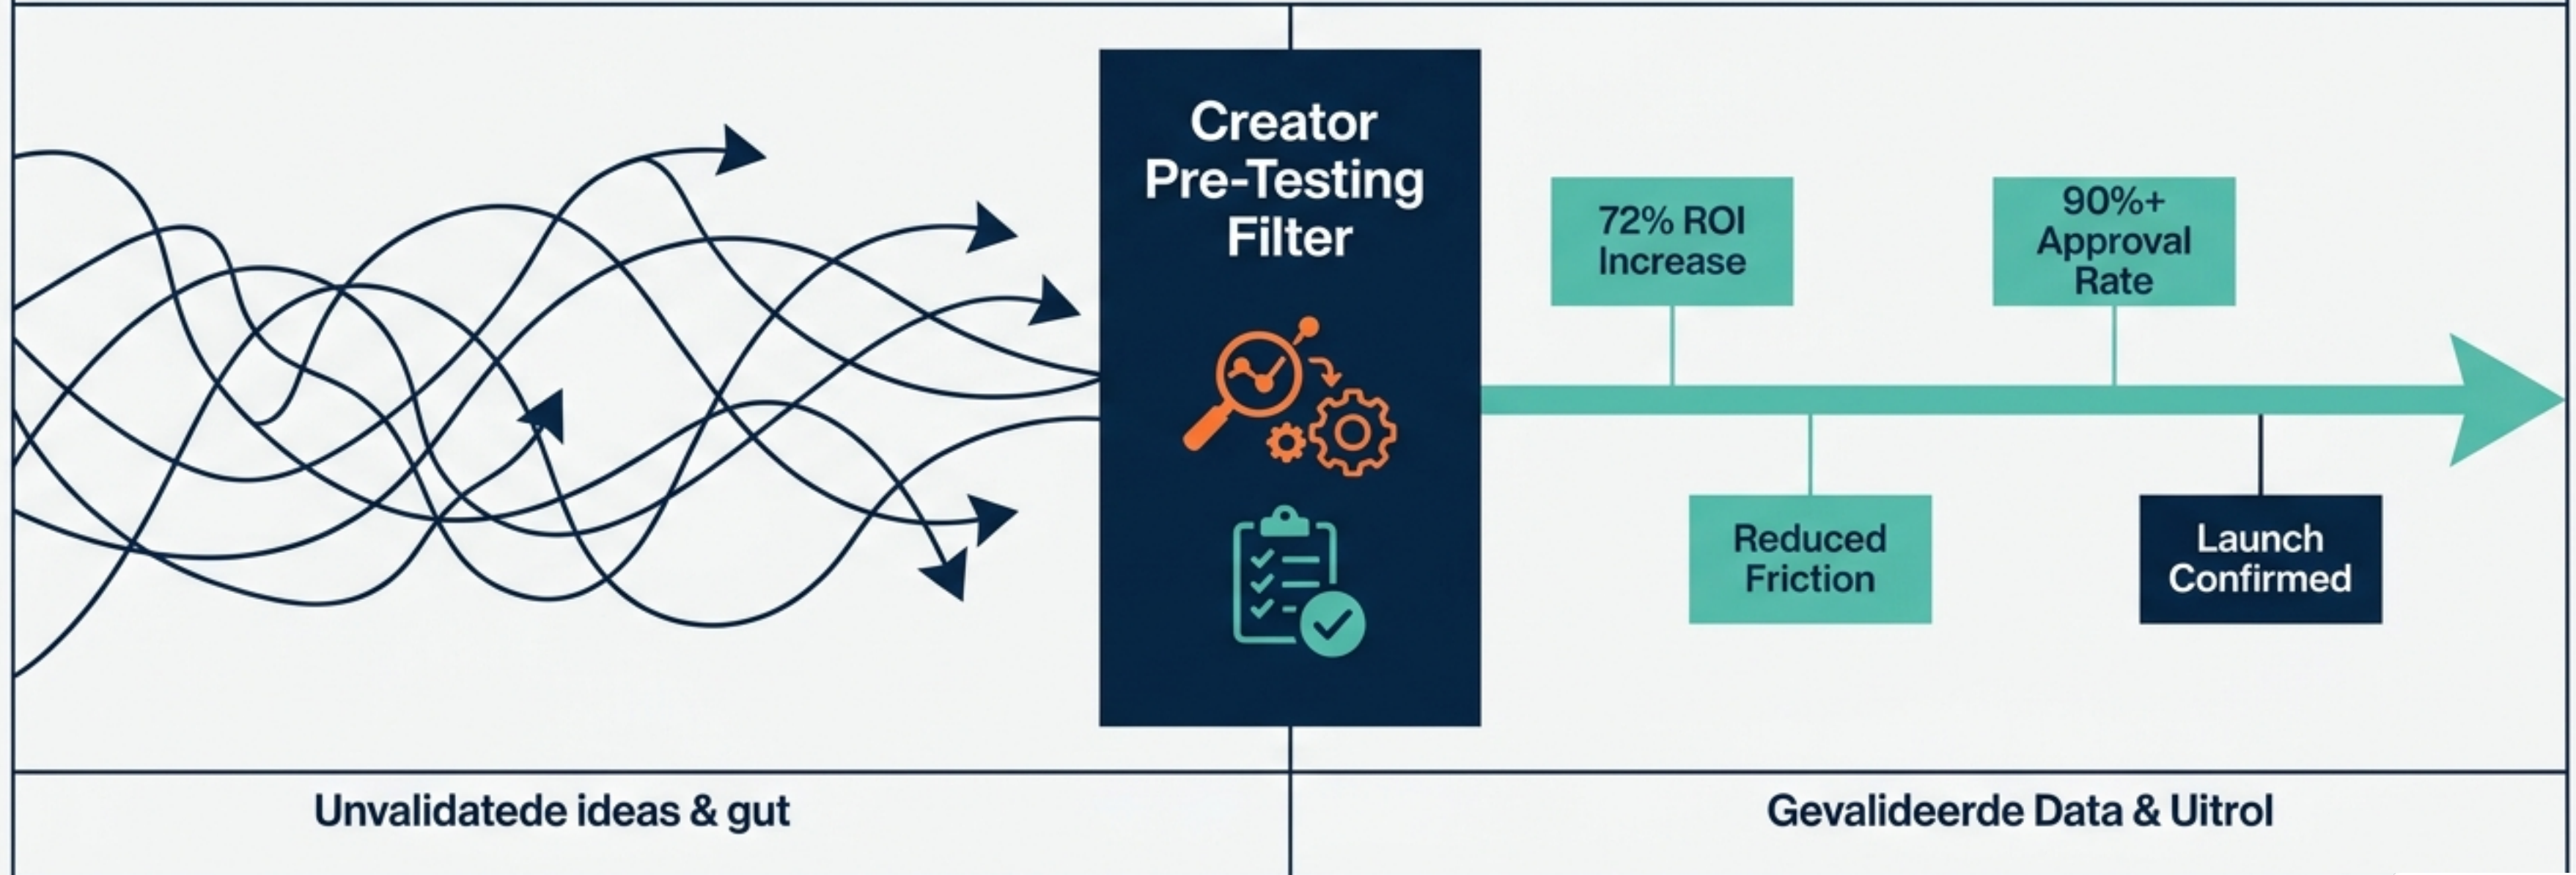 Creator
Pre-Testing
Filter
72% ROI
Increase
90%+
Approval
Rate
Reduced
Friction
Launch
Confirmed
Unvalidatede ideas & gut
Gevalideerde Data & Uitrol